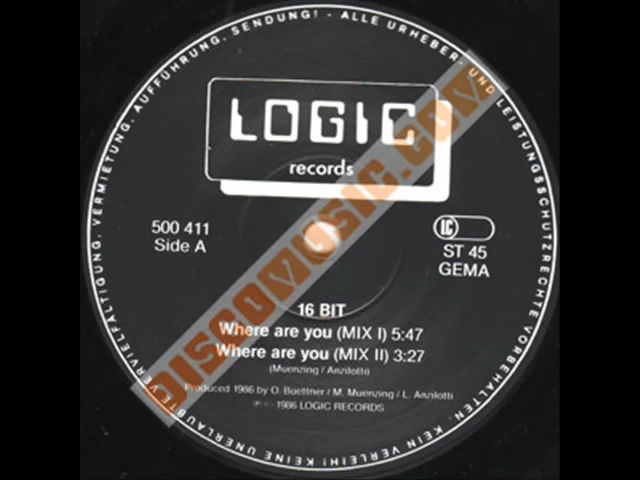 ALLE URHEBER- UND LEISTUNGSSCHUTZRECHTE VORBEHALTEN. KEIN VERLEIH! KEINE UNERLAUBTE VERVIELFÄLTIGUNG, VERMIETUNG, AUFFÜHRUNG, SENDUNG! -
LOGIC
records
500 411
Side A
LC
ST 45
GEMA
16 BIT
Where are you (MIX I) 5:47
Where are you (MIX II) 3:27
(Muenzing / Anzilotti)
Produced 1986 by O. Buettner / M. Muenzing / L. Anzilotti
1986 LOGIC RECORDS
DISCOMUSIC.COM